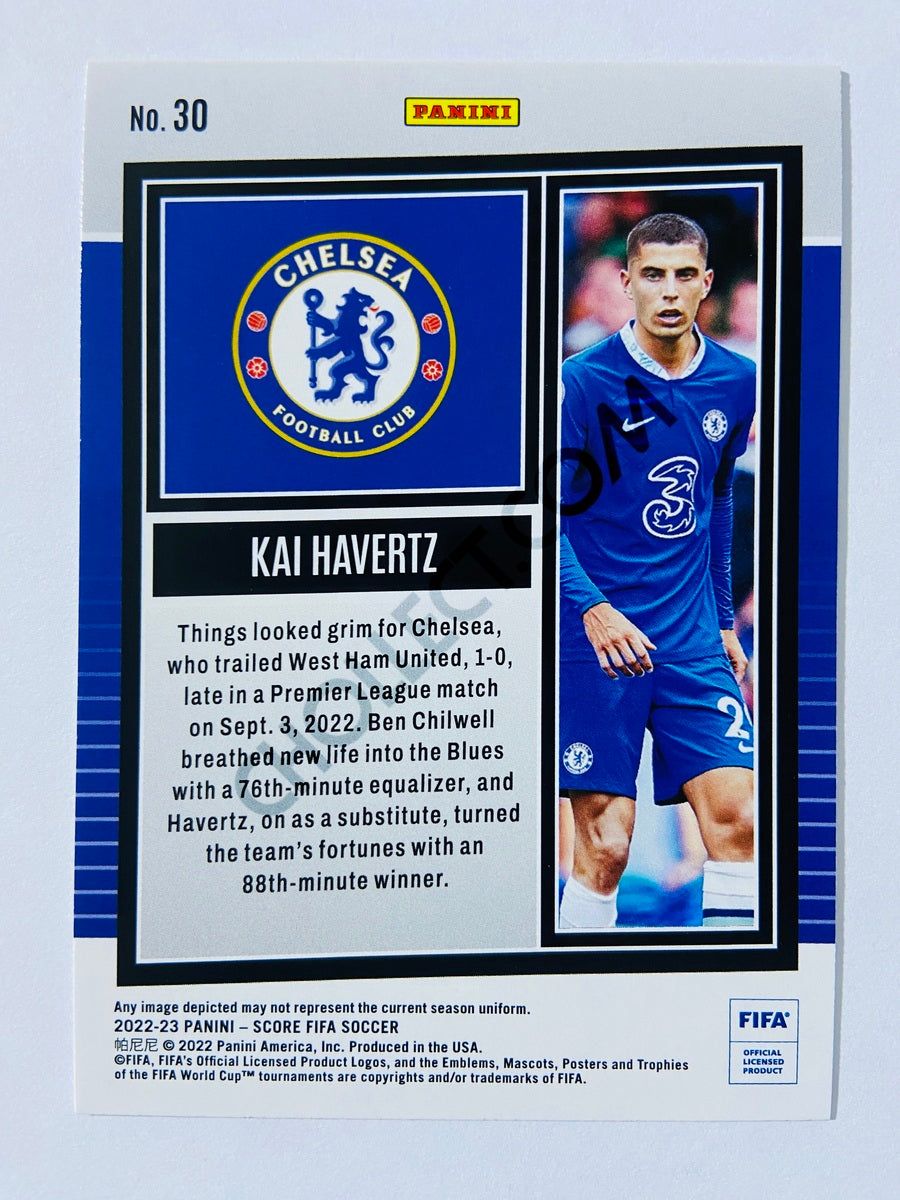 No. 30
PANINI
CHELSEA
FOOTBALL CLUB
3
2
KAI HAVERTZ
Things looked grim for Chelsea,
who trailed West Ham United, 1-0,
late in a Premier League match
on Sept. 3, 2022. Ben Chilwell
breathed new life into the Blues
with a 76th-minute equalizer, and
Havertz, on as a substitute, turned
the team's fortunes with an
88th-minute winner.
Any image depicted may not represent the current season uniform.
2022-23 PANINI – SCORE FIFA SOCCER
帕尼尼 © 2022 Panini America, Inc. Produced in the USA.
©FIFA, FIFA's Official Licensed Product Logos, and the Emblems, Mascots, Posters and Trophies
of the FIFA World Cup™ tournaments are copyrights and/or trademarks of FIFA.
FIFA®
OFFICIAL
LICENSED
PRODUCT